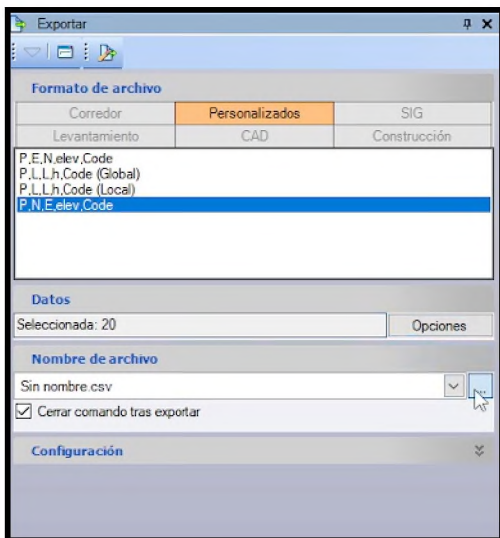 Exportar
Formato de archivo
Corredor Personalizados SIG
Levantamiento CAD Construcción
P,E,N,elev,Code
P,L,L,h,Code (Global)
P,L,L,h,Code (Local)
P,N,E,elev,Code
Datos
Seleccionada: 20 Opciones
Nombre de archivo
Sin nombre.csv ...
Cerrar comando tras exportar
Configuración